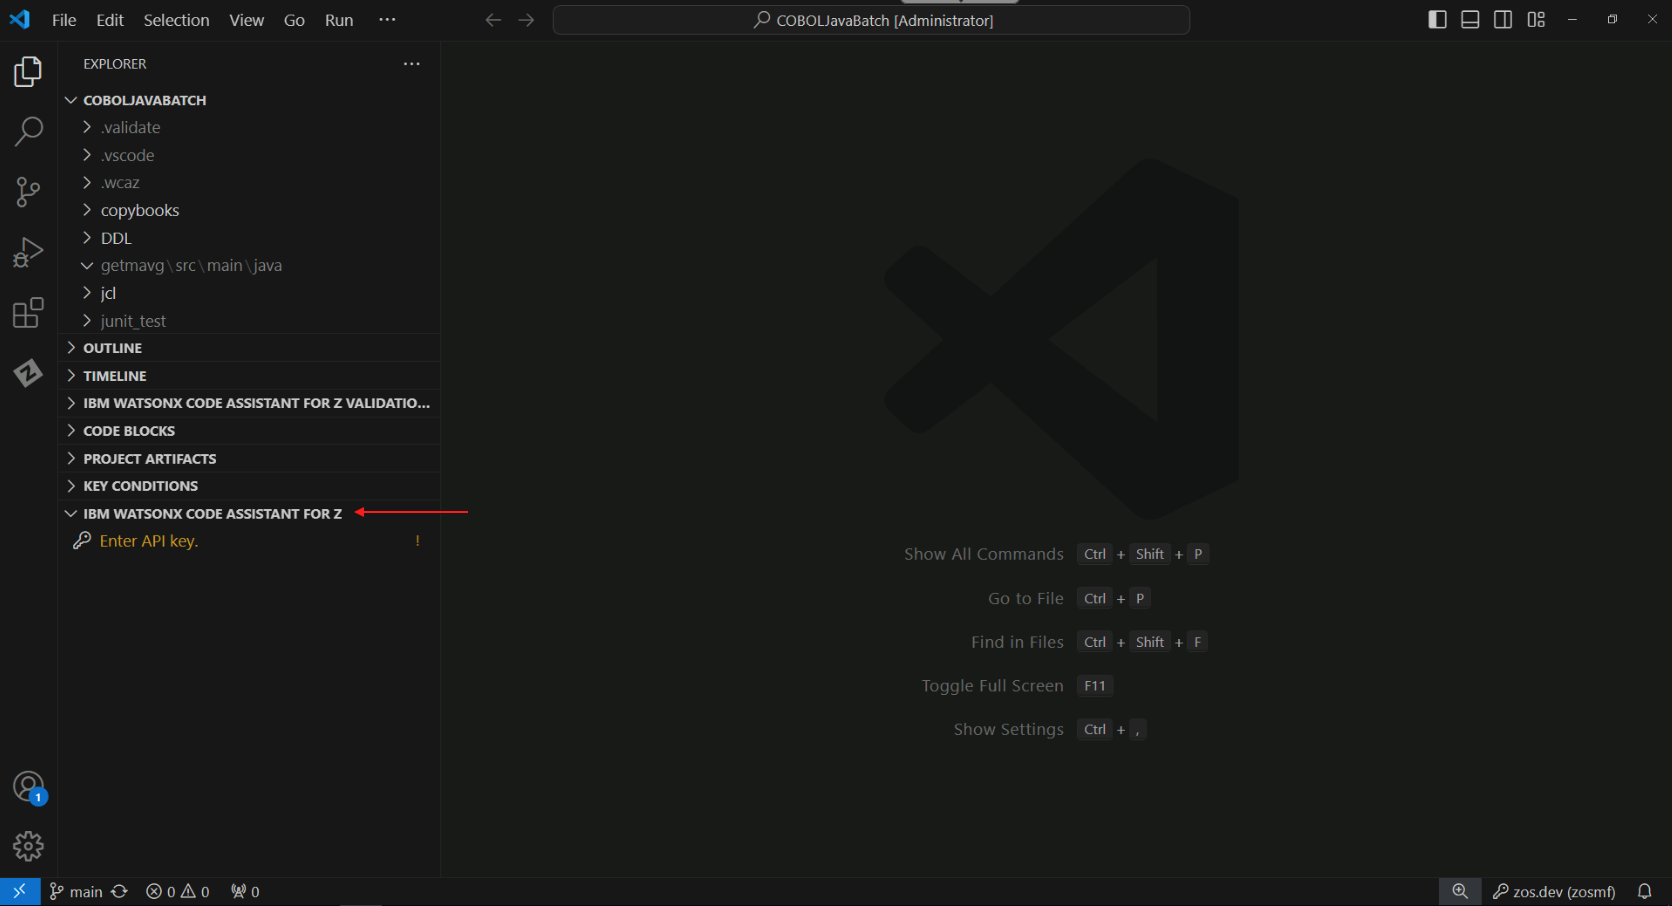 File Edit Selection View Go Run ···
COBOLJavaBatch [Administrator]
EXPLORER
COBOLJAVABATCH
.validate
.vscode
.wcaz
copybooks
DDL
getmavg\src\main\java
jcl
junit_test
OUTLINE
TIMELINE
IBM WATSONX CODE ASSISTANT FOR Z VALIDATIO...
CODE BLOCKS
PROJECT ARTIFACTS
KEY CONDITIONS
IBM WATSONX CODE ASSISTANT FOR Z
Enter API key. !
Show All Commands Ctrl + Shift + P
Go to File Ctrl + P
Find in Files Ctrl + Shift + F
Toggle Full Screen F11
Show Settings Ctrl + ,
Z
1
main 0 0 0
zos.dev (zosmf)